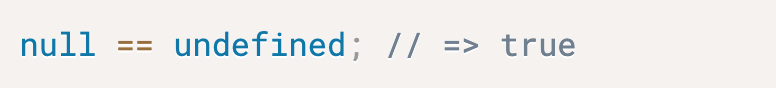 null == undefined; // => true